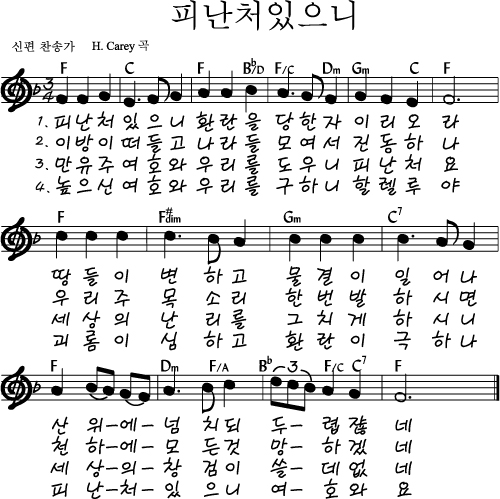 피난처있으니
신편 찬송가 H. Carey 곡
F C F B♭/D F/C Dm Gm C F
3/4
1. 피난처 있으니 환란을 당한자 이리오 라
2. 이방이 떠들고 나라들 모여서 진동하 나
3. 만유주 여호와 우리를 도우니 피난처 요
4. 높으신 여호와 우리를 구하니 할렐루 야
F F#dim Gm C7
땅들이 변하고 물결이 일어나
우리주 목소리 한번발 하시면
세상의 난리를 그치게 하시니
괴롬이 심하고 환란이 극하나
F Dm F/A B♭ 3 F/C C7 F
산 위-에- 넘치되 두- 렵잖 네
천 하-에- 모든것 망- 하겠 네
세 상-의- 창검이 쓸- 데없 네
피 난-처- 있으니 여- 호와 요